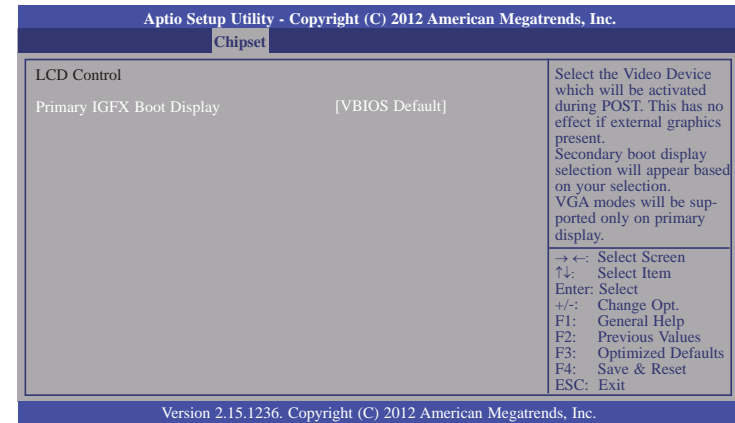 Aptio Setup Utility - Copyright (C) 2012 American Megatrends, Inc.
Chipset
LCD Control
Primary IGFX Boot Display [VBIOS Default]
Select the Video Device
which will be activated
during POST. This has no
effect if external graphics
present.
Secondary boot display
selection will appear based
on your selection.
VGA modes will be sup-
ported only on primary
display.
→ ←: Select Screen
↑↓: Select Item
Enter: Select
+/-: Change Opt.
F1: General Help
F2: Previous Values
F3: Optimized Defaults
F4: Save & Reset
ESC: Exit
Version 2.15.1236. Copyright (C) 2012 American Megatrends, Inc.